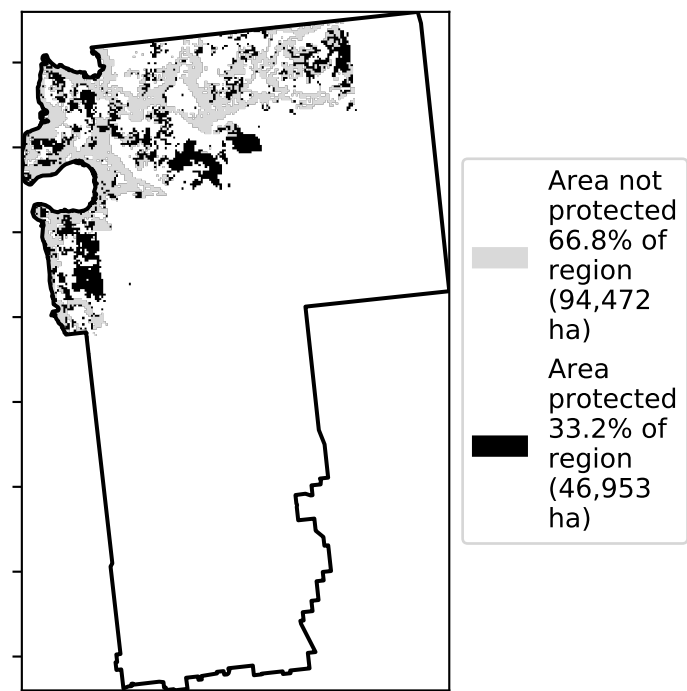 Area not
protected
66.8% of
region
(94,472
ha)
Area
protected
33.2% of
region
(46,953
ha)